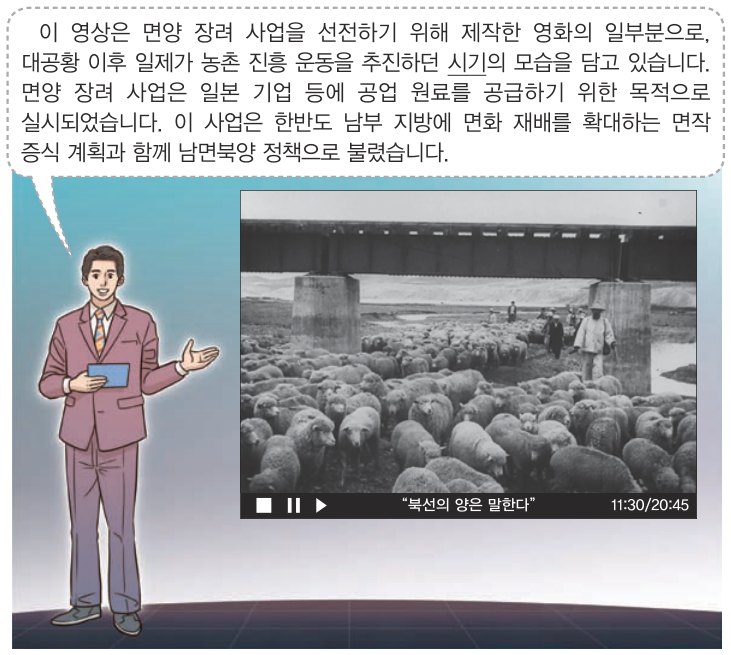 이 영상은 면양 장려 사업을 선전하기 위해 제작한 영화의 일부분으로,
대공황 이후 일제가 농촌 진흥 운동을 추진하던 시기의 모습을 담고 있습니다.
면양 장려 사업은 일본 기업 등에 공업 원료를 공급하기 위한 목적으로
실시되었습니다. 이 사업은 한반도 남부 지방에 면화 재배를 확대하는 면작
증식 계획과 함께 남면북양 정책으로 불렸습니다.
“북선의 양은 말한다” 11:30/20:45